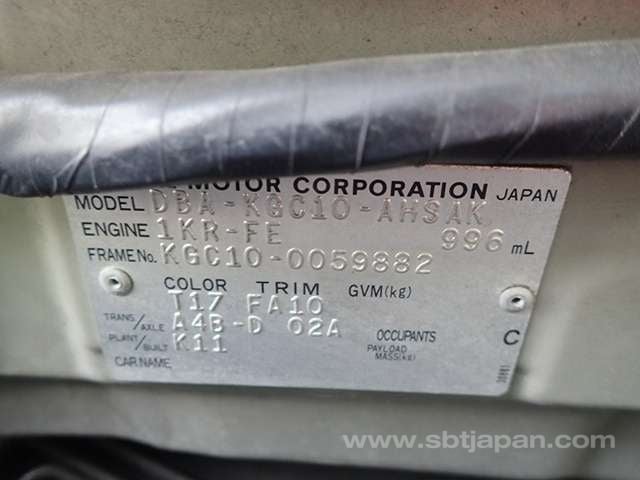 MOTOR CORPORATION JAPAN
MODEL DBA-KGC10-AHSAK
ENGINE 1KR-FE 996 mL
FRAME No. KGC10-0059882
COLOR TRIM GVM(kg)
T17 FA10
TRANS/AXLE A4B-D 02A OCCUPANTS C
PLANT/BUILT K11 PAYLOAD MASS(kg)
CAR NAME
www.sbtjapan.com